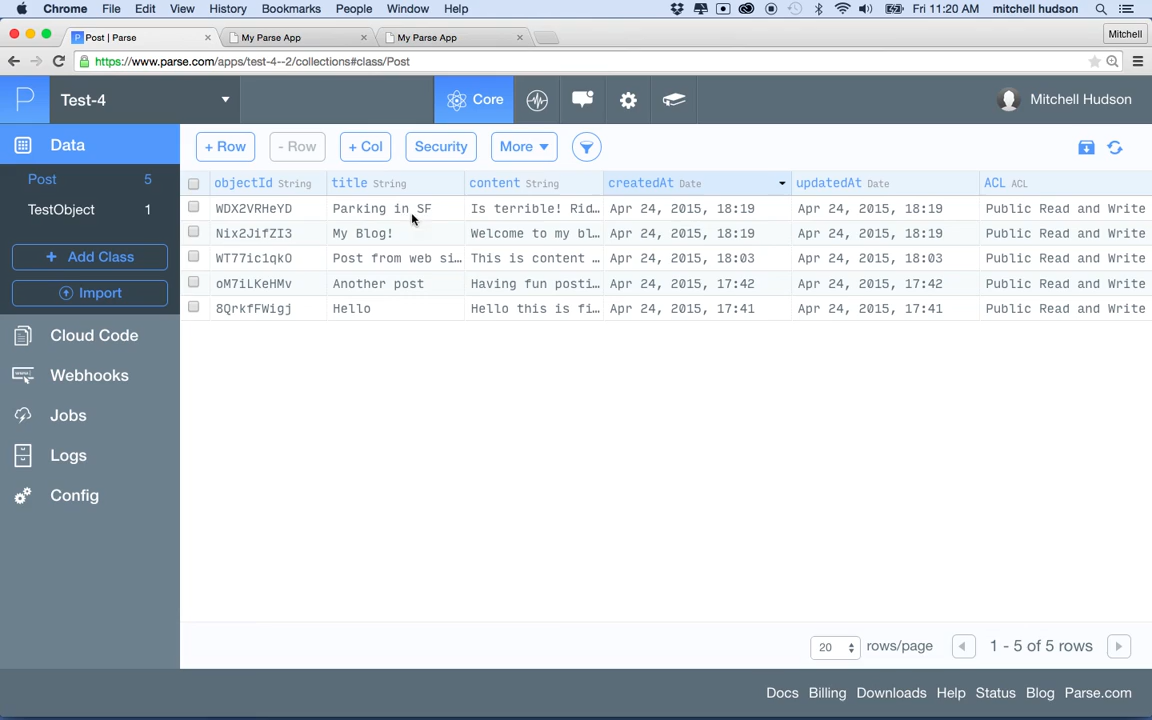 Chrome File Edit View History Bookmarks People Window Help Fri 11:20 AM mitchell hudson
Post | Parse × My Parse App × My Parse App × Mitchell
https://www.parse.com/apps/test-4--2/collections#class/Post
P Test-4 Core Mitchell Hudson
Data + Row - Row + Col Security More
Post 5
TestObject 1
+ Add Class
Import
Cloud Code
Webhooks
Jobs
Logs
Config
objectId String title String content String createdAt Date updatedAt Date ACL ACL
WDX2VRHeYD Parking in SF Is terrible! Rid… Apr 24, 2015, 18:19 Apr 24, 2015, 18:19 Public Read and Write
Nix2JifZI3 My Blog! Welcome to my bl… Apr 24, 2015, 18:19 Apr 24, 2015, 18:19 Public Read and Write
WT77ic1qkO Post from web si… This is content … Apr 24, 2015, 18:03 Apr 24, 2015, 18:03 Public Read and Write
oM7iLKeHMv Another post Having fun posti… Apr 24, 2015, 17:42 Apr 24, 2015, 17:42 Public Read and Write
8QrkfFWigj Hello Hello this is fi… Apr 24, 2015, 17:41 Apr 24, 2015, 17:41 Public Read and Write
20 rows/page 1 - 5 of 5 rows
Docs Billing Downloads Help Status Blog Parse.com